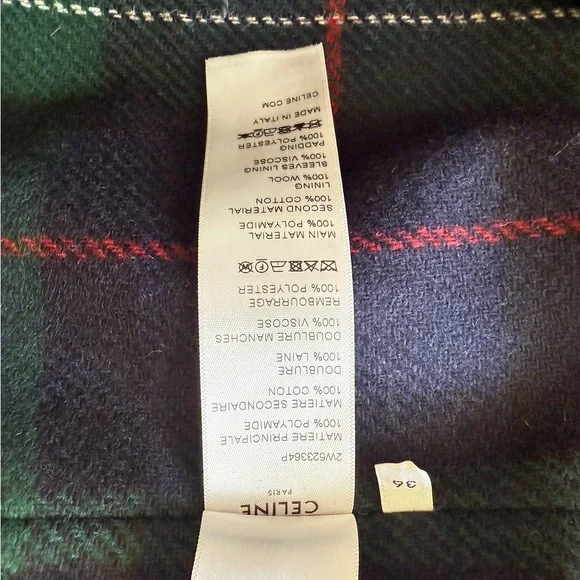 CELINE
PARIS
2W523364P
MATIERE PRINCIPALE
100% POLYAMIDE
MATIERE SECONDAIRE
100% COTON
DOUBLURE
100% LAINE
DOUBLURE MANCHES
100% VISCOSE
REMBOURRAGE
100% POLYESTER
MAIN MATERIAL
100% POLYAMIDE
SECOND MATERIAL
100% COTTON
LINING
100% WOOL
SLEEVES LINING
100% VISCOSE
PADDING
100% POLYESTER
MADE IN ITALY
CELINE.COM
36